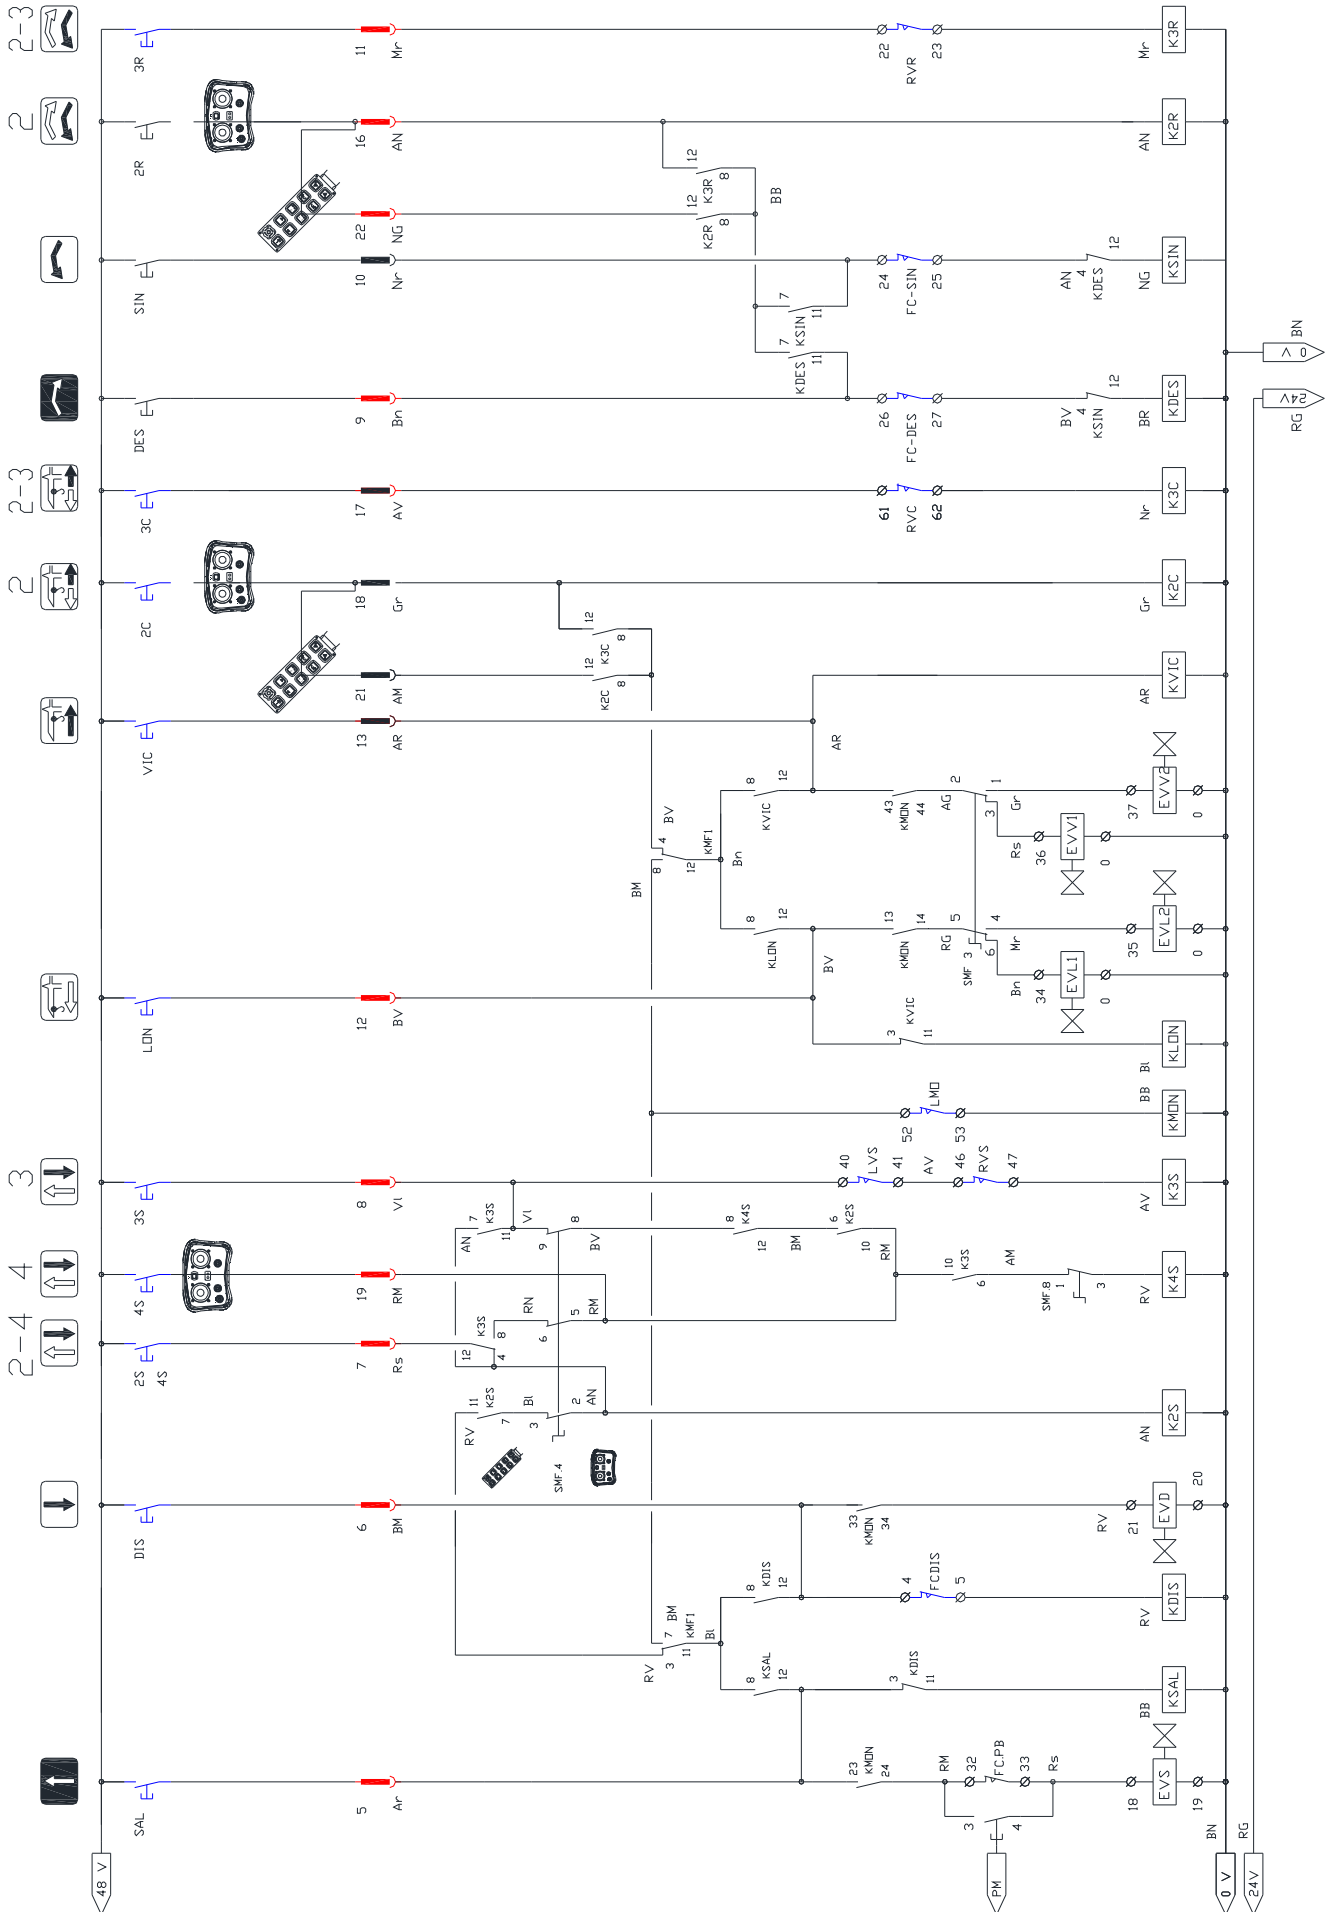 2-3
3R
11
Mr
22
RVR
23
Mr
K3R
2
2R
16
AN
12
K3R
8
BB
AN
K2R
22
NG
12
K2R
8
SIN
10
Nr
24
FC-SIN
25
AN
4
KDES
12
NG
KSIN
7
KSIN
11
7
KDES
11
0 V
BN
DES
9
Bn
26
FC-DES
27
BV
4
KSIN
12
BR
KDES
24V
RG
2-3
3C
17
AV
61
RVC
62
Nr
K3C
2
2C
18
Gr
12
K3C
8
Gr
K2C
21
AM
12
K2C
8
AR
KVIC
VIC
13
AR
AR
BV
4
8
12
KMF1
BM
Bn
8
KVIC
12
43
KMON
44
AG
2
3
1
Gr
37
EVV2
0
Rs
36
EVV1
0
8
KLON
12
BV
13
KMON
14
RG
5
SMF 3
6
4
Mr
35
EVL2
0
Bn
34
EVL1
0
LON
12
BV
3
KVIC
11
Bl
KLON
52
LMO
53
BB
KMON
3
3S
8
Vl
40
LVS
41
AV
46
RVS
47
AV
K3S
AN
7
K3S
11
Vl
9
8
BV
8
K4S
12
BM
6
K2S
10
RM
4
4S
19
RM
10
K3S
6
AM
SMF.8
1
3
RV
K4S
RN
6
5
RM
2-4
2S
4S
7
Rs
12
K3S
8
4
RV
11
K2S
7
Bl
3
2
AN
SMF.4
AN
K2S
DIS
6
BM
33
KMON
34
RV
21
EVD
20
8
KDIS
12
4
FCDIS
5
RV
KDIS
RV
3
7
BM
11
KMF1
Bl
8
KSAL
12
3
KDIS
11
BB
KSAL
SAL
5
Ar
23
KMON
24
RM
32
FC.PB
33
Rs
18
EVS
19
3
4
PM
48 V
BN
0 V
RG
24V